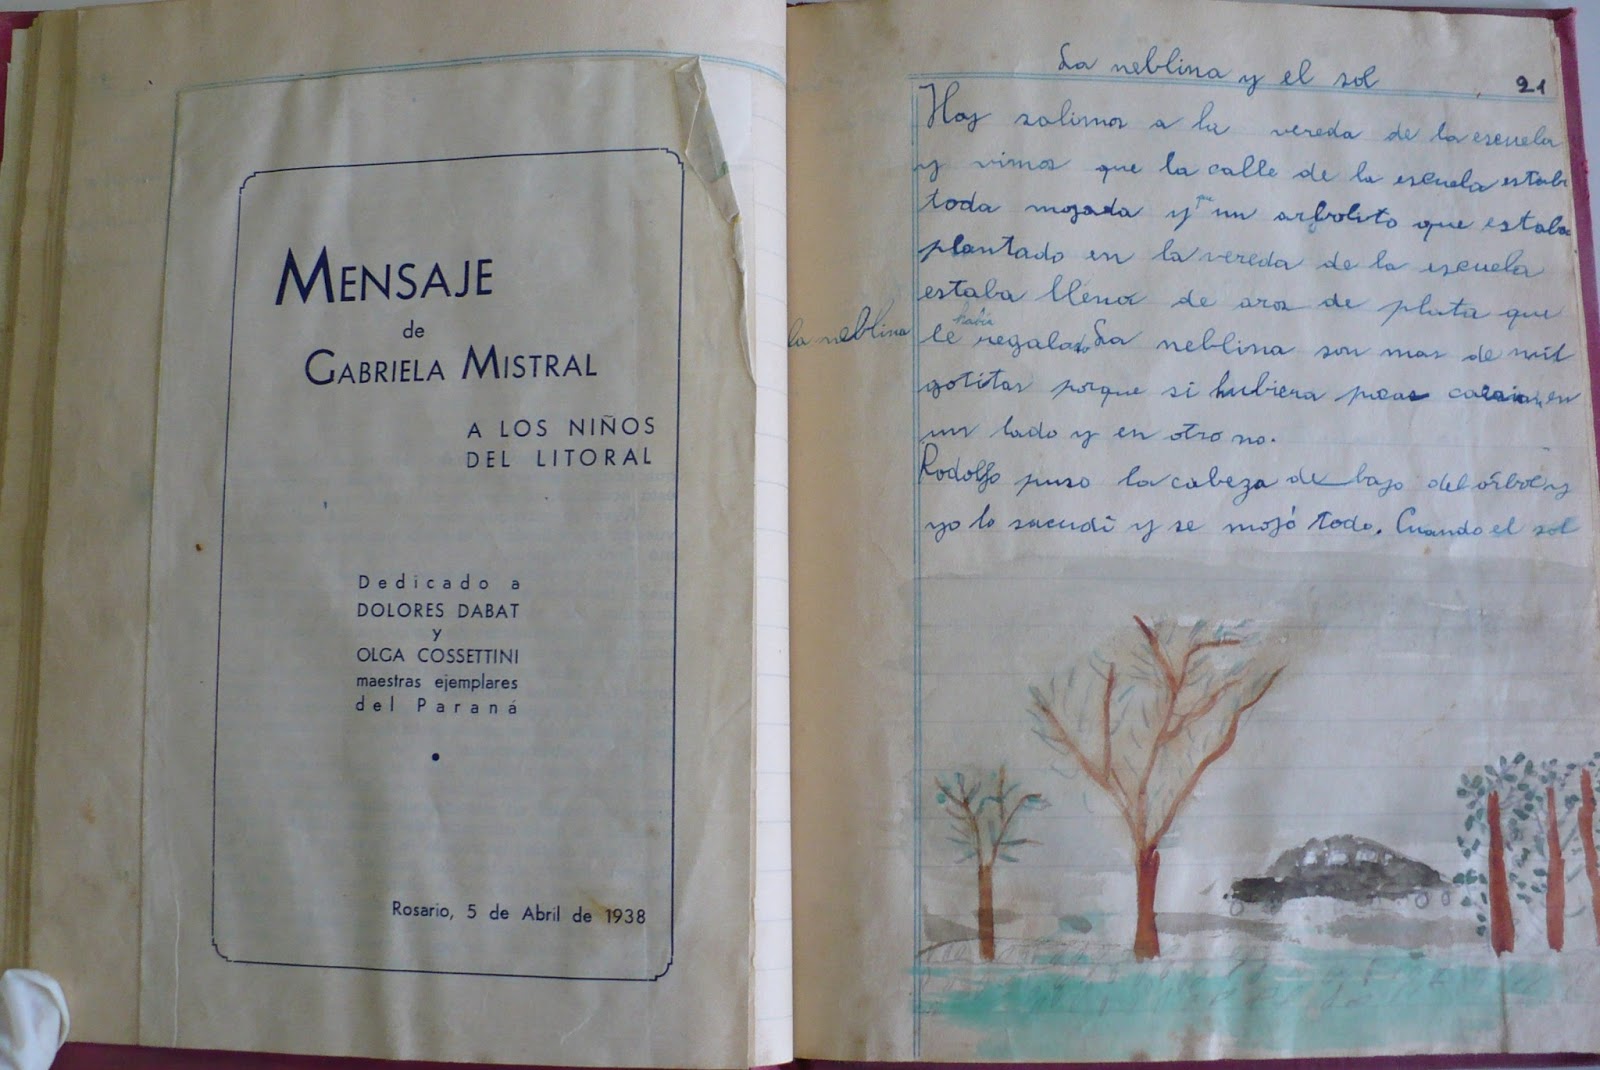 MENSAJE
de
GABRIELA MISTRAL
A LOS NIÑOS
DEL LITORAL
Dedicado a
DOLORES DABAT
y
OLGA COSSETTINI
maestras ejemplares
del Paraná
Rosario, 5 de Abril de 1938
La neblina y el sol
21
Hoy salimos a la vereda de la escuela
y vimos que la calle de la escuela estaba
toda mojada y que un arbolito que estaba
plantado en la vereda de la escuela
estaba lleno de aros de plata que
la neblina le había regalado. La neblina son mas de mil
gotitas porque si hubiera pocas caerian en
un lado y en otro no.
Rodolfo puso la cabeza debajo del árbol y
yo lo sacudí y se mojó todo. Cuando el sol